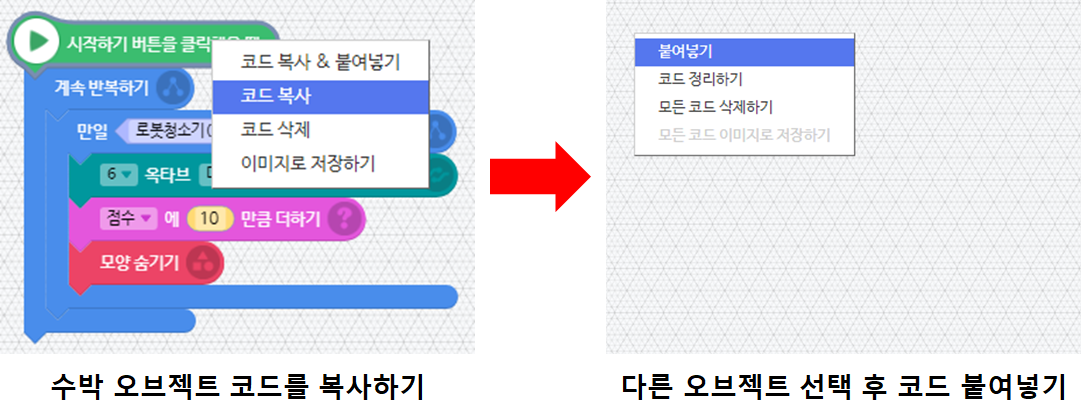 시작하기 버튼을 클릭했을 때
코드 복사 & 붙여넣기
계속 반복하기
코드 복사
만일 로봇청소기
코드 삭제
이미지로 저장하기
6 옥타브
점수 에 10 만큼 더하기
모양 숨기기
수박 오브젝트 코드를 복사하기
붙여넣기
코드 정리하기
모든 코드 삭제하기
모든 코드 이미지로 저장하기
다른 오브젝트 선택 후 코드 붙여넣기